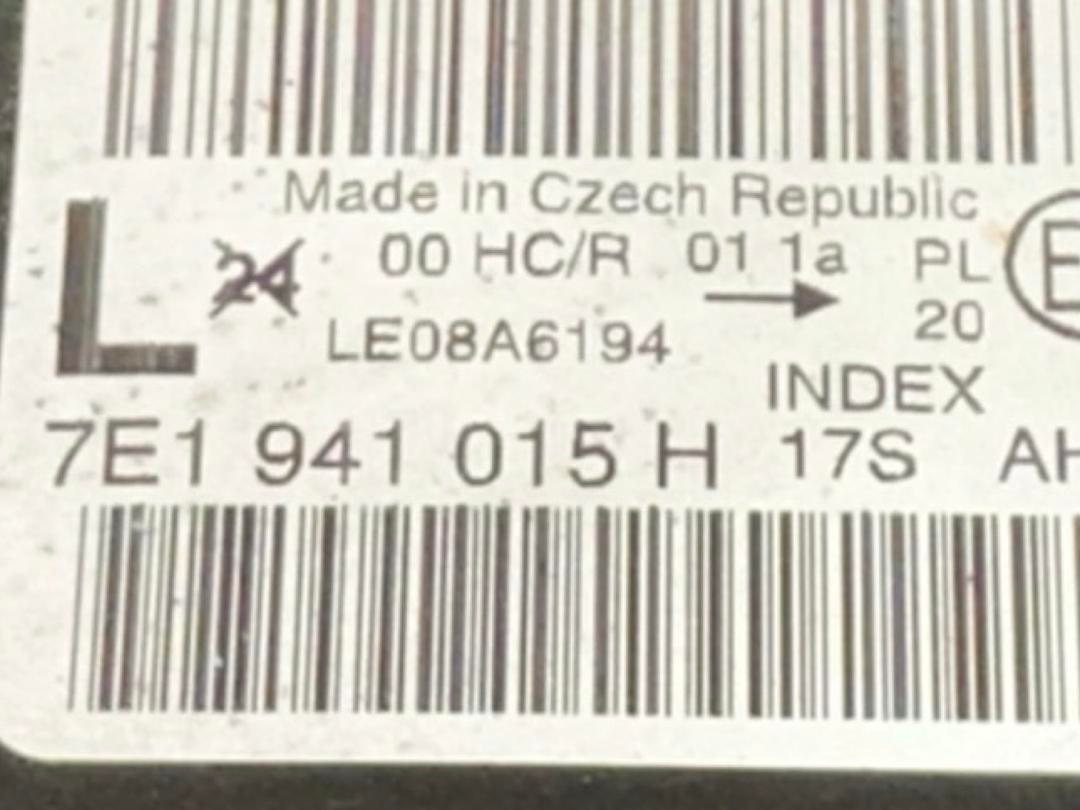 Made in Czech Republic
L 24 00 HC/R 01 1a PL E
→ 20
LE08A6194
INDEX
7E1 941 015 H 17S AH